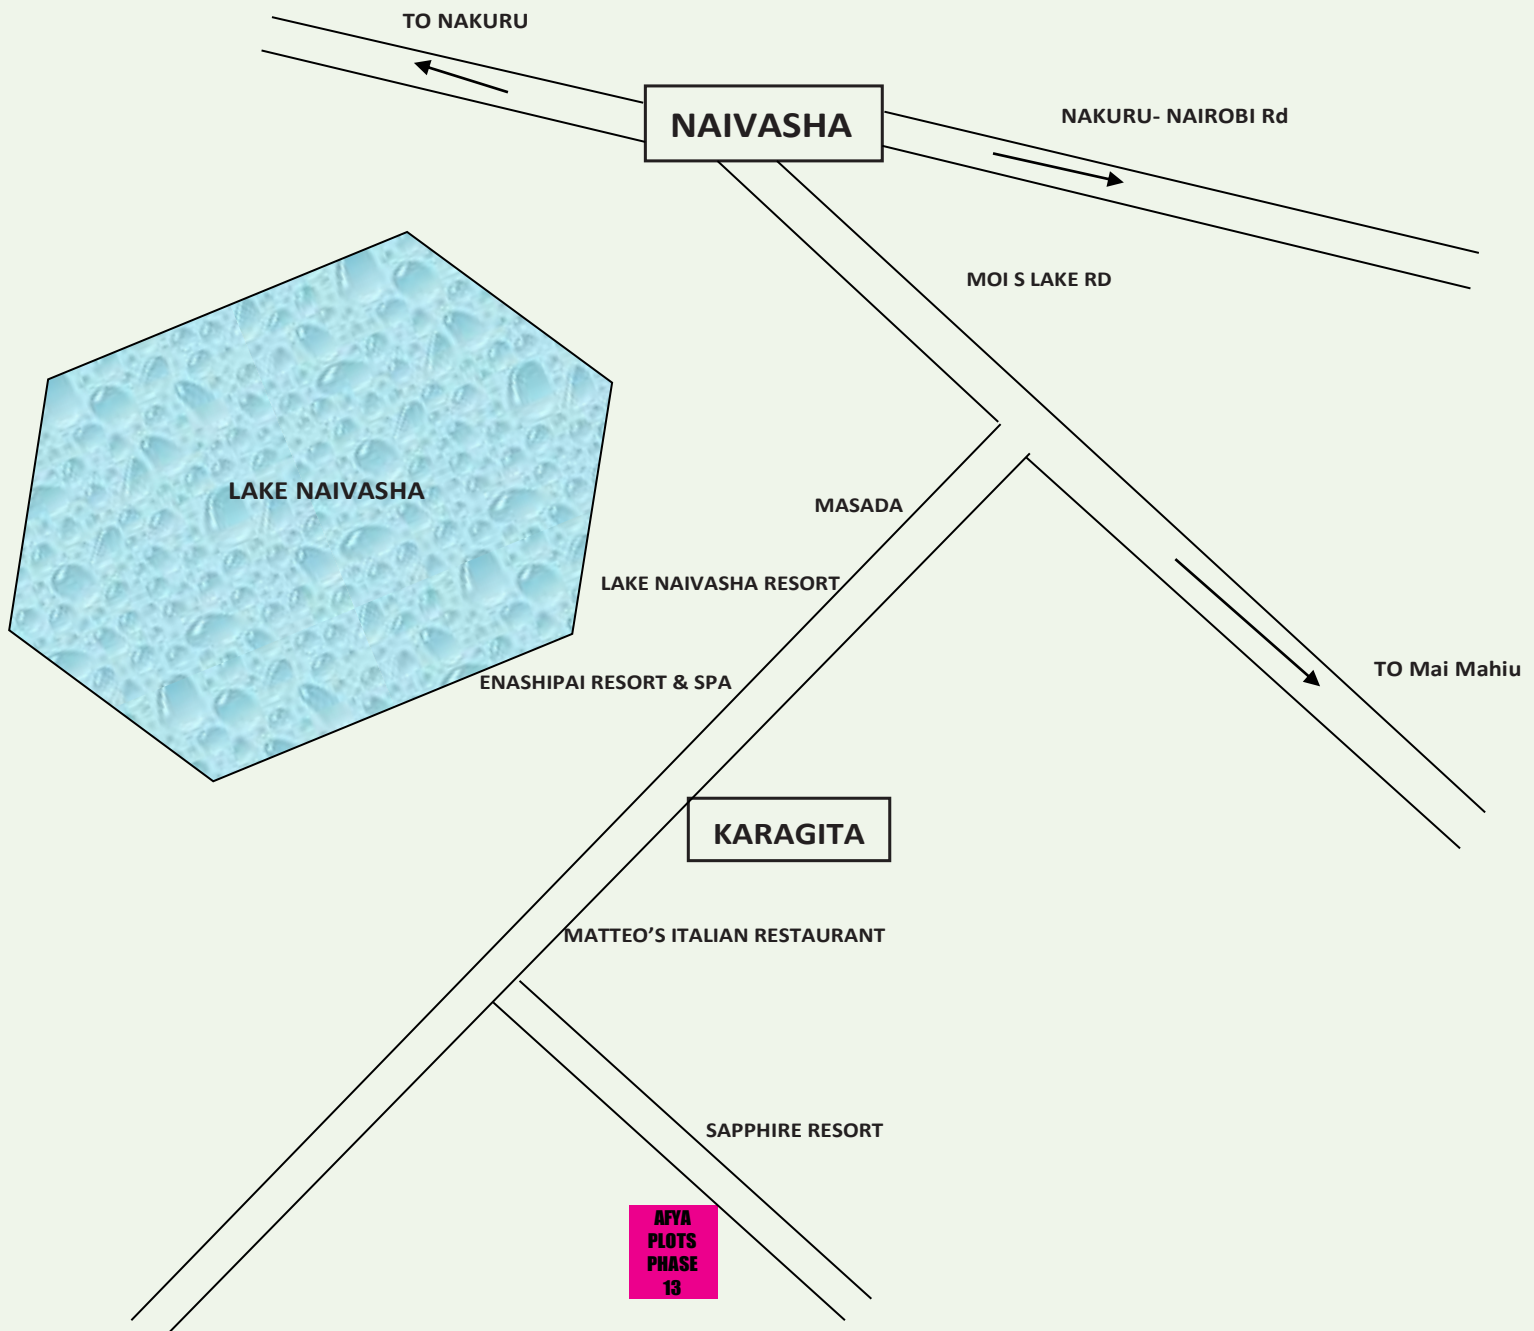 TO NAKURU
NAIVASHA
NAKURU- NAIROBI Rd
MOI S LAKE RD
LAKE NAIVASHA
MASADA
LAKE NAIVASHA RESORT
TO Mai Mahiu
ENASHIPAI RESORT & SPA
KARAGITA
MATTEO’S ITALIAN RESTAURANT
SAPPHIRE RESORT
AFYA
PLOTS
PHASE
13